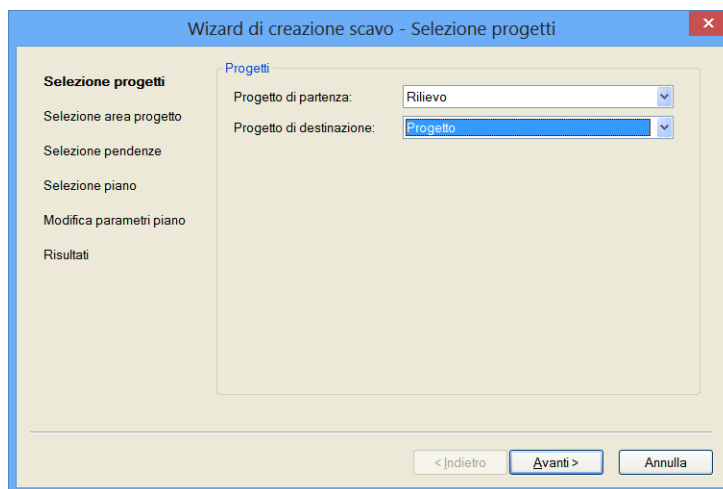 Wizard di creazione scavo - Selezione progetti
Selezione progetti
Selezione area progetto
Selezione pendenze
Selezione piano
Modifica parametri piano
Risultati
Progetti
Progetto di partenza: Rilievo
Progetto di destinazione: Progetto
< Indietro Avanti > Annulla